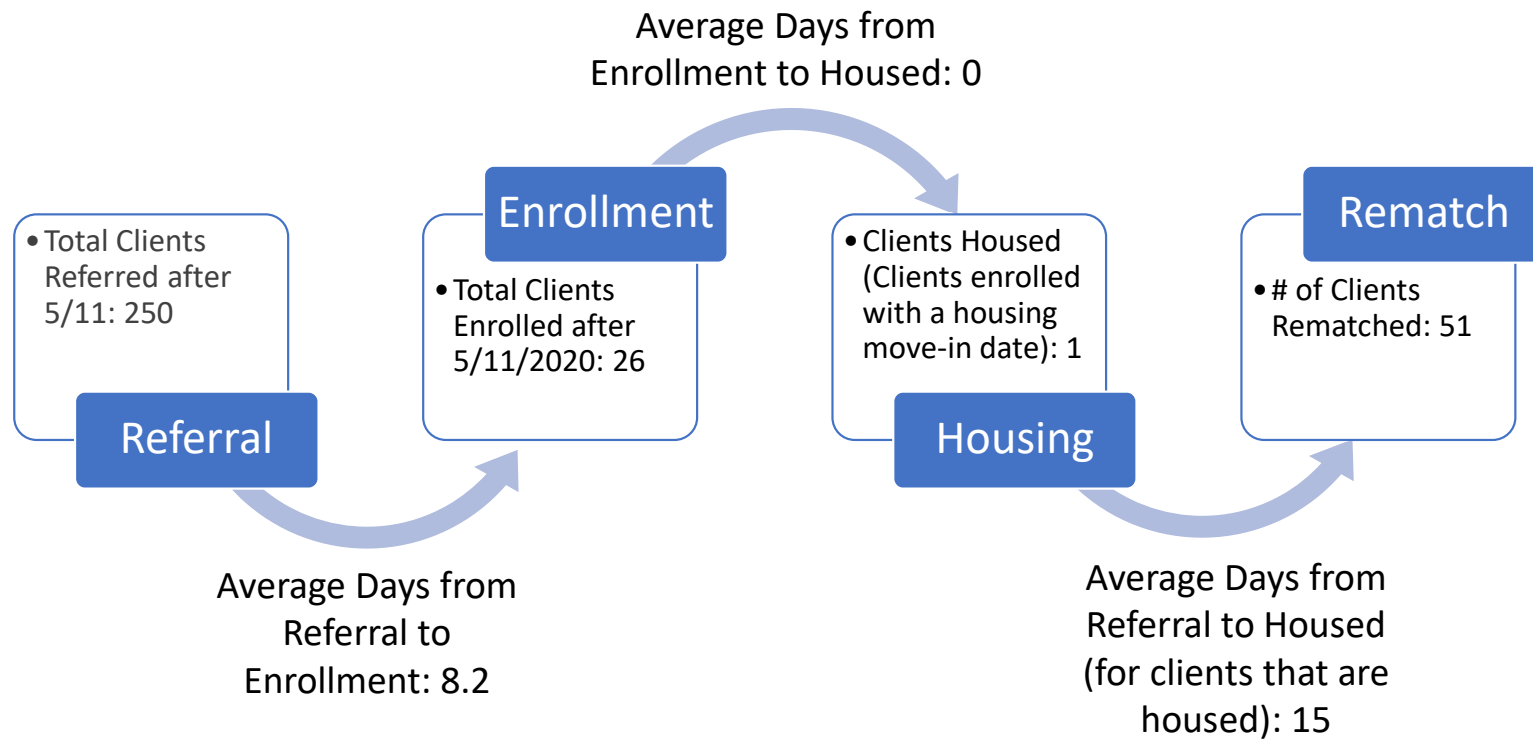 Average Days from
Enrollment to Housed: 0
• Total Clients
Referred after
5/11: 250
Referral
Average Days from
Referral to
Enrollment: 8.2
Enrollment
• Total Clients
Enrolled after
5/11/2020: 26
• Clients Housed
(Clients enrolled
with a housing
move-in date): 1
Housing
Average Days from
Referral to Housed
(for clients that are
housed): 15
Rematch
• # of Clients
Rematched: 51